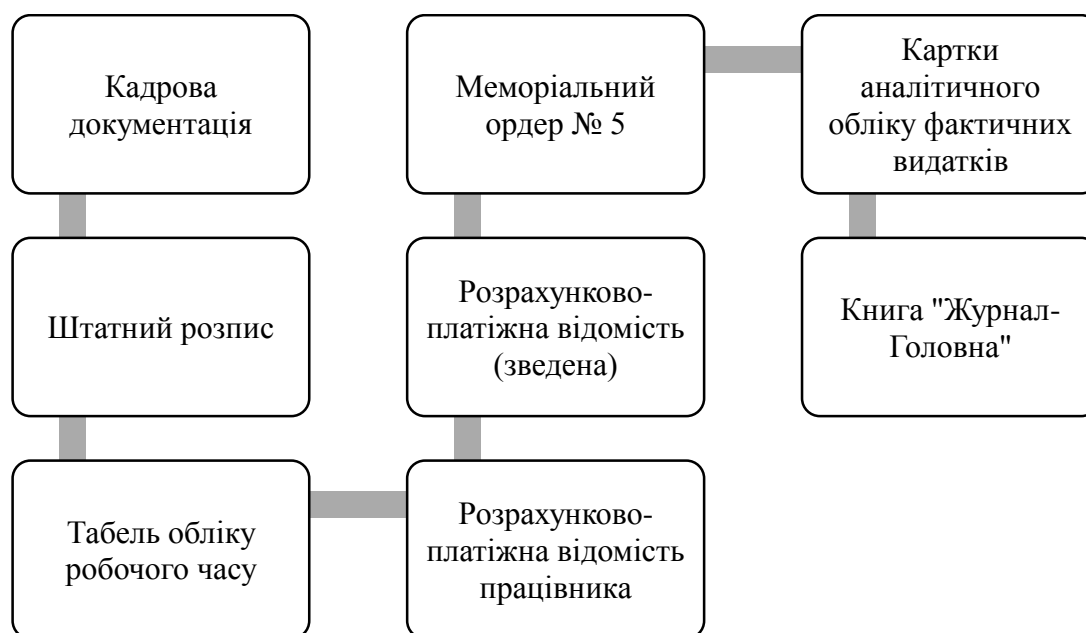 Кадрова
документація
Штатний розпис
Табель обліку
робочого часу
Розрахунково-
платіжна відомість
працівника
Розрахунково-
платіжна відомість
(зведена)
Меморіальний
ордер № 5
Картки
аналітичного
обліку фактичних
видатків
Книга "Журнал-
Головна"